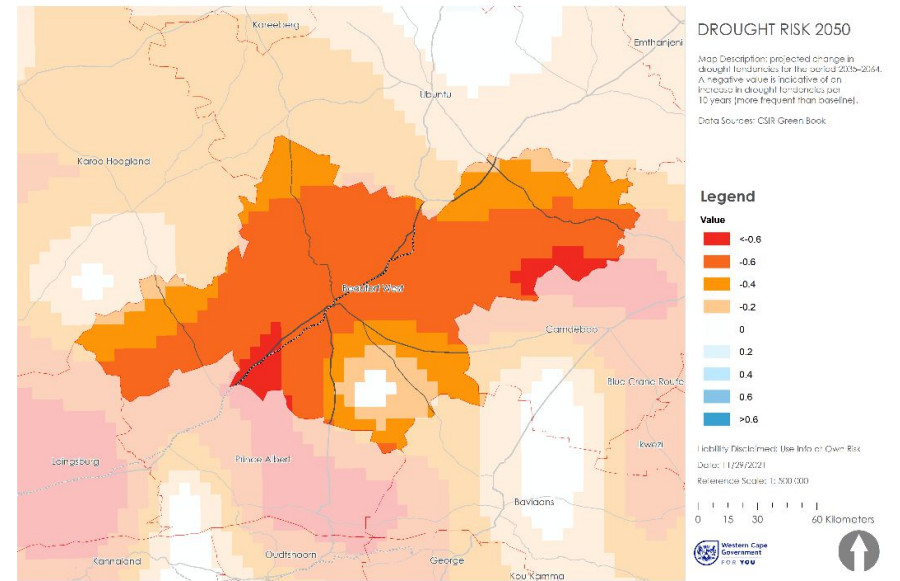 Kareeberg
Emthanjeni
Ubuntu
Karoo Hoogland
Beaufort West
Camdeboo
Blue Crane Route
Ikwezi
Laingsburg
Prince Albert
Baviaans
Kannaland
Oudtshoorn
George
Kou Kamma
DROUGHT RISK 2050
Map Description: projected change in
drought tendencies for the period 2035–2064.
A negative value is indicative of an
increase in drought tendencies per
10 years (more frequent than baseline).
Data Sources: CSIR Green Book
Legend
Value
<-0.6
-0.6
-0.4
-0.2
0
0.2
0.4
0.6
>0.6
Liability Disclaimed: Use Info at Own Risk
Date: 11/29/2021
Reference Scale: 1: 500 000
0 15 30 60 Kilometers
Western Cape
Government
FOR YOU